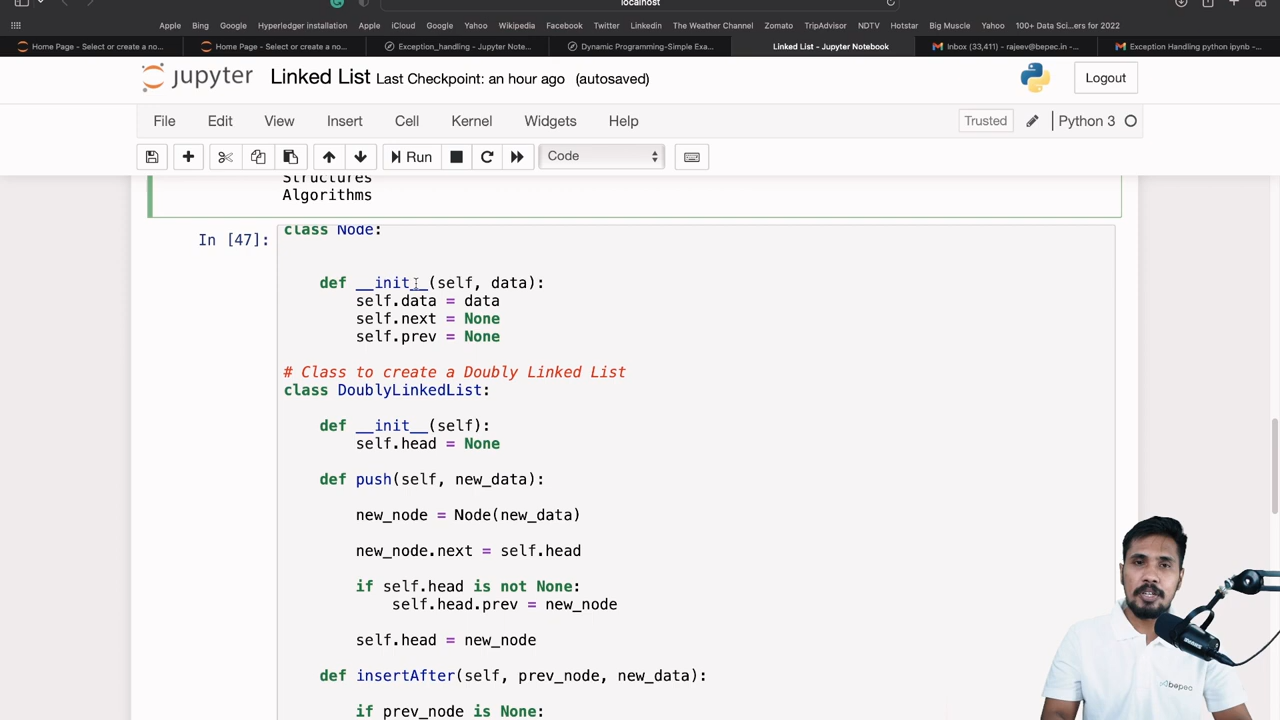 localhost
Apple Bing Google Hyperledger installation Apple iCloud Google Yahoo Wikipedia Facebook Twitter LinkedIn The Weather Channel Zomato TripAdvisor NDTV Hotstar Big Muscle Yahoo 100+ Data Sci...ers for 2022
Home Page - Select or create a no... Home Page - Select or create a no... Exception_handling - Jupyter Note... Dynamic Programming-Simple Exa... Linked List - Jupyter Notebook Inbox (33,411) - rajeev@bepec.in -... Exception Handling python ipynb -...
jupyter Linked List Last Checkpoint: an hour ago (autosaved) Logout
File Edit View Insert Cell Kernel Widgets Help Trusted Python 3
Run Code
Structures
Algorithms
In [47]: class Node:
def __init__(self, data):
self.data = data
self.next = None
self.prev = None
# Class to create a Doubly Linked List
class DoublyLinkedList:
def __init__(self):
self.head = None
def push(self, new_data):
new_node = Node(new_data)
new_node.next = self.head
if self.head is not None:
self.head.prev = new_node
self.head = new_node
def insertAfter(self, prev_node, new_data):
if prev_node is None:
bepec